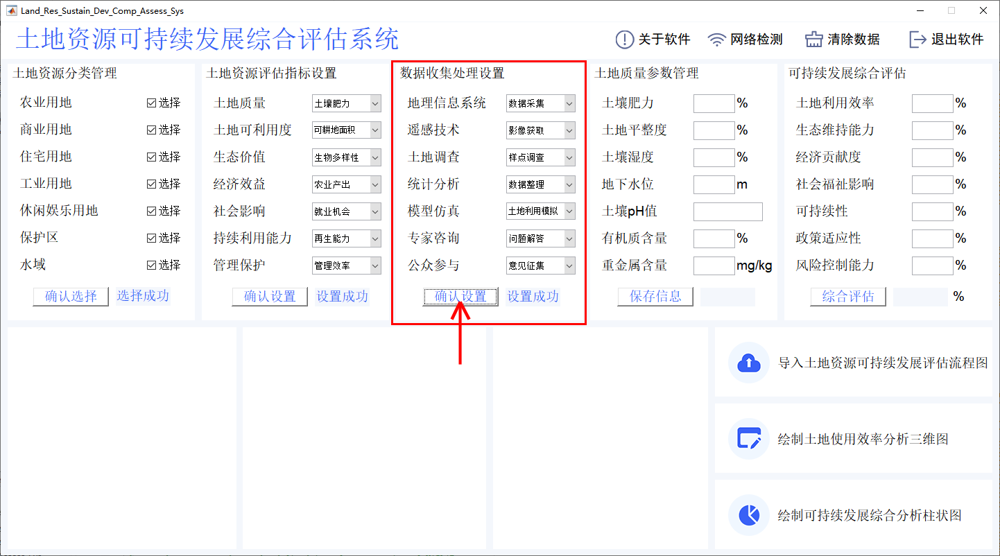 Land_Res_Sustain_Dev_Comp_Assess_Sys
土地资源可持续发展综合评估系统
关于软件
网络检测
清除数据
退出软件
土地资源分类管理
农业用地 选择
商业用地 选择
住宅用地 选择
工业用地 选择
休闲娱乐用地 选择
保护区 选择
水域 选择
确认选择 选择成功
土地资源评估指标设置
土地质量 土壤肥力
土地可利用度 可耕地面积
生态价值 生物多样性
经济效益 农业产出
社会影响 就业机会
持续利用能力 再生能力
管理保护 管理效率
确认设置 设置成功
数据收集处理设置
地理信息系统 数据采集
遥感技术 影像获取
土地调查 样点调查
统计分析 数据整理
模型仿真 土地利用模拟
专家咨询 问题解答
公众参与 意见征集
确认设置 设置成功
土地质量参数管理
土壤肥力 %
土地平整度 %
土壤湿度 %
地下水位 m
土壤pH值
有机质含量 %
重金属含量 mg/kg
保存信息
可持续发展综合评估
土地利用效率 %
生态维持能力 %
经济贡献度 %
社会福祉影响 %
可持续性 %
政策适应性 %
风险控制能力 %
综合评估 %
导入土地资源可持续发展评估流程图
绘制土地使用效率分析三维图
绘制可持续发展综合分析柱状图